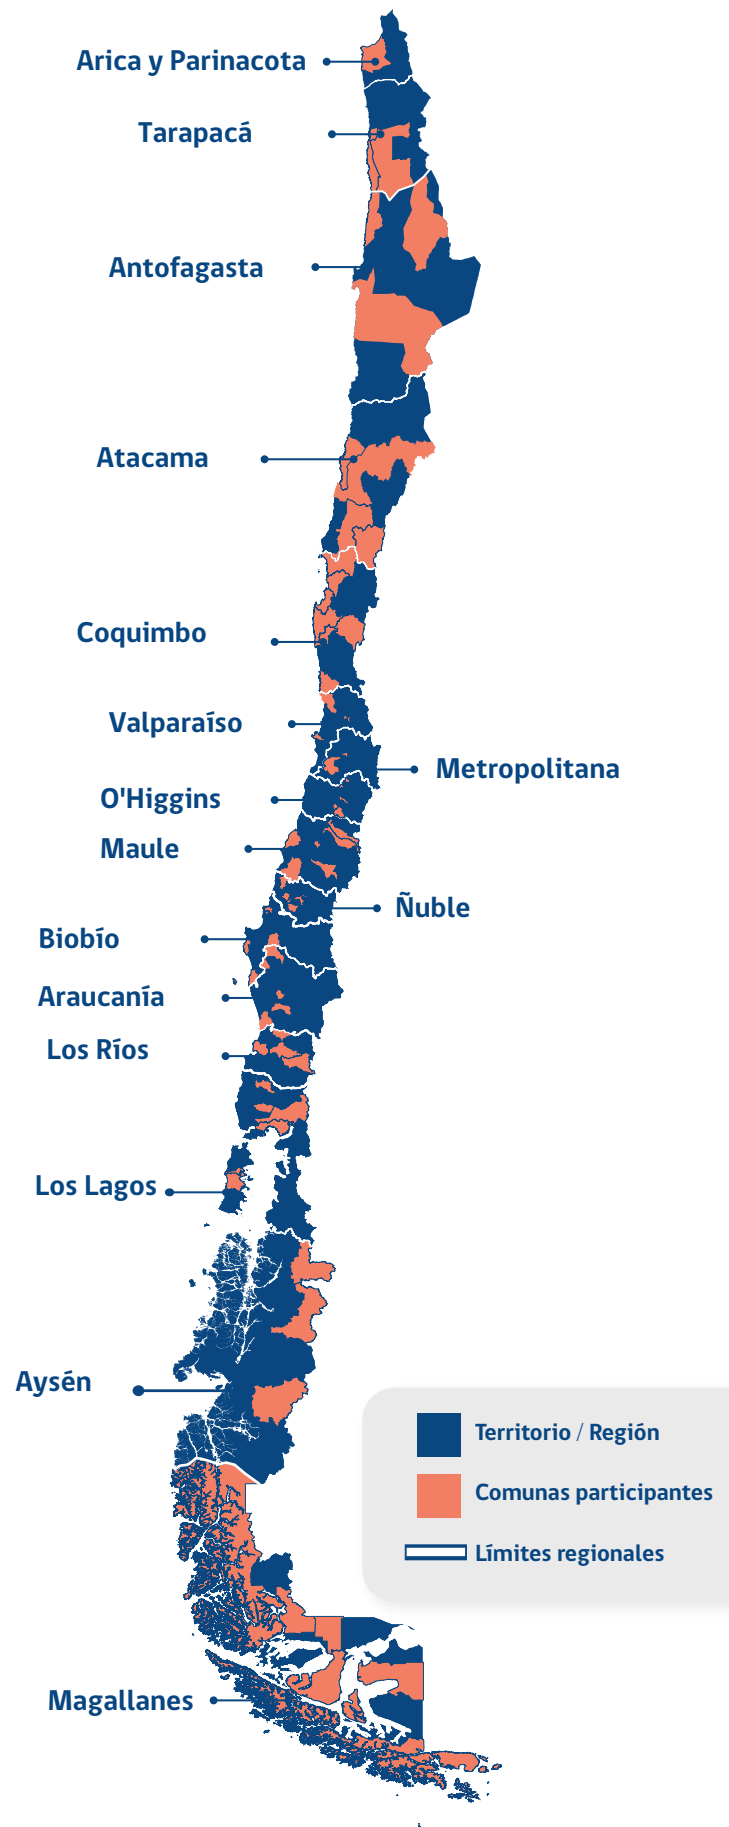 Arica y Parinacota
Tarapacá
Antofagasta
Atacama
Coquimbo
Valparaíso
Metropolitana
O'Higgins
Maule
Ñuble
Biobío
Araucanía
Los Ríos
Los Lagos
Aysén
Territorio / Región
Comunas participantes
Límites regionales
Magallanes